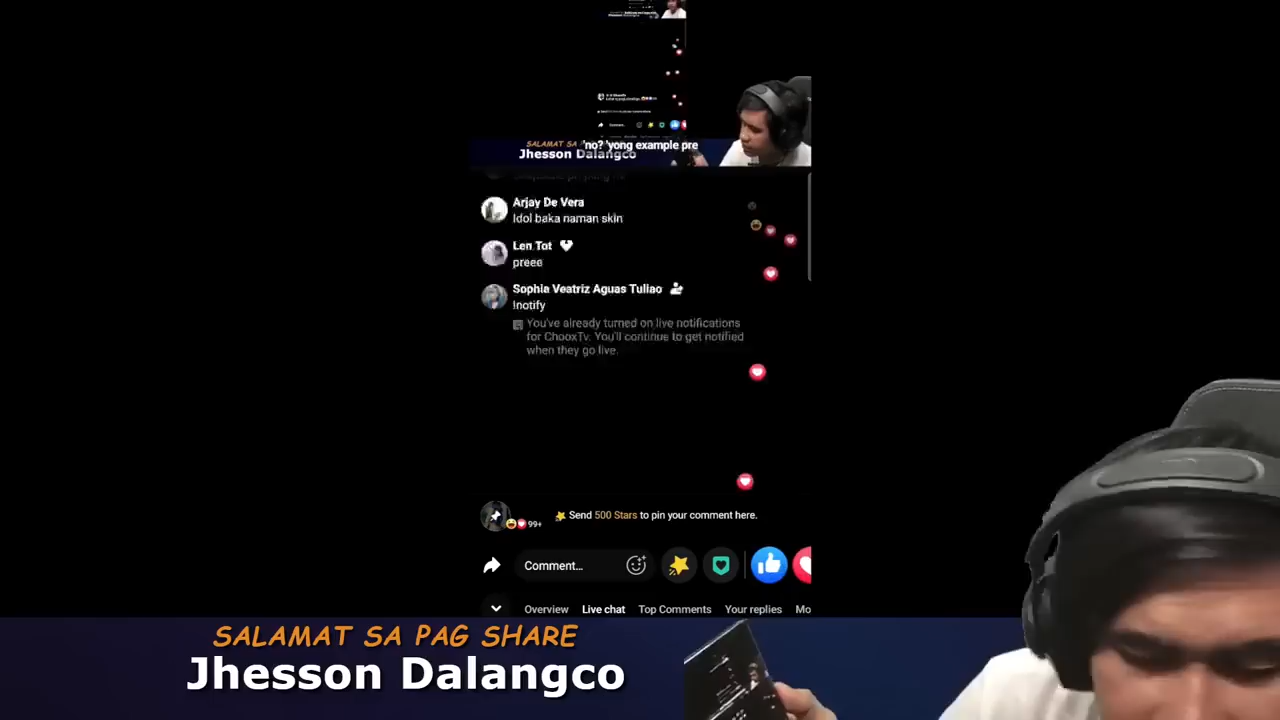 SALAMAT SA
'no? 'yong example pre
Jhesson Dalangco
Arjay De Vera
Idol baka naman skin
Len Tot
preee
Sophia Veatriz Aguas Tuliao
!notify
You've already turned on live notifications
for ChooxTv. You'll continue to get notified
when they go live.
99+
Send 500 Stars to pin your comment here.
Comment...
Overview Live chat Top Comments Your replies Mo
SALAMAT SA PAG SHARE
Jhesson Dalangco